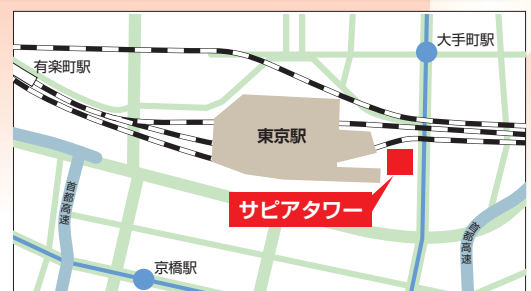 大手町駅
有楽町駅
東京駅
サピアタワー
首都高速
首都高速
京橋駅